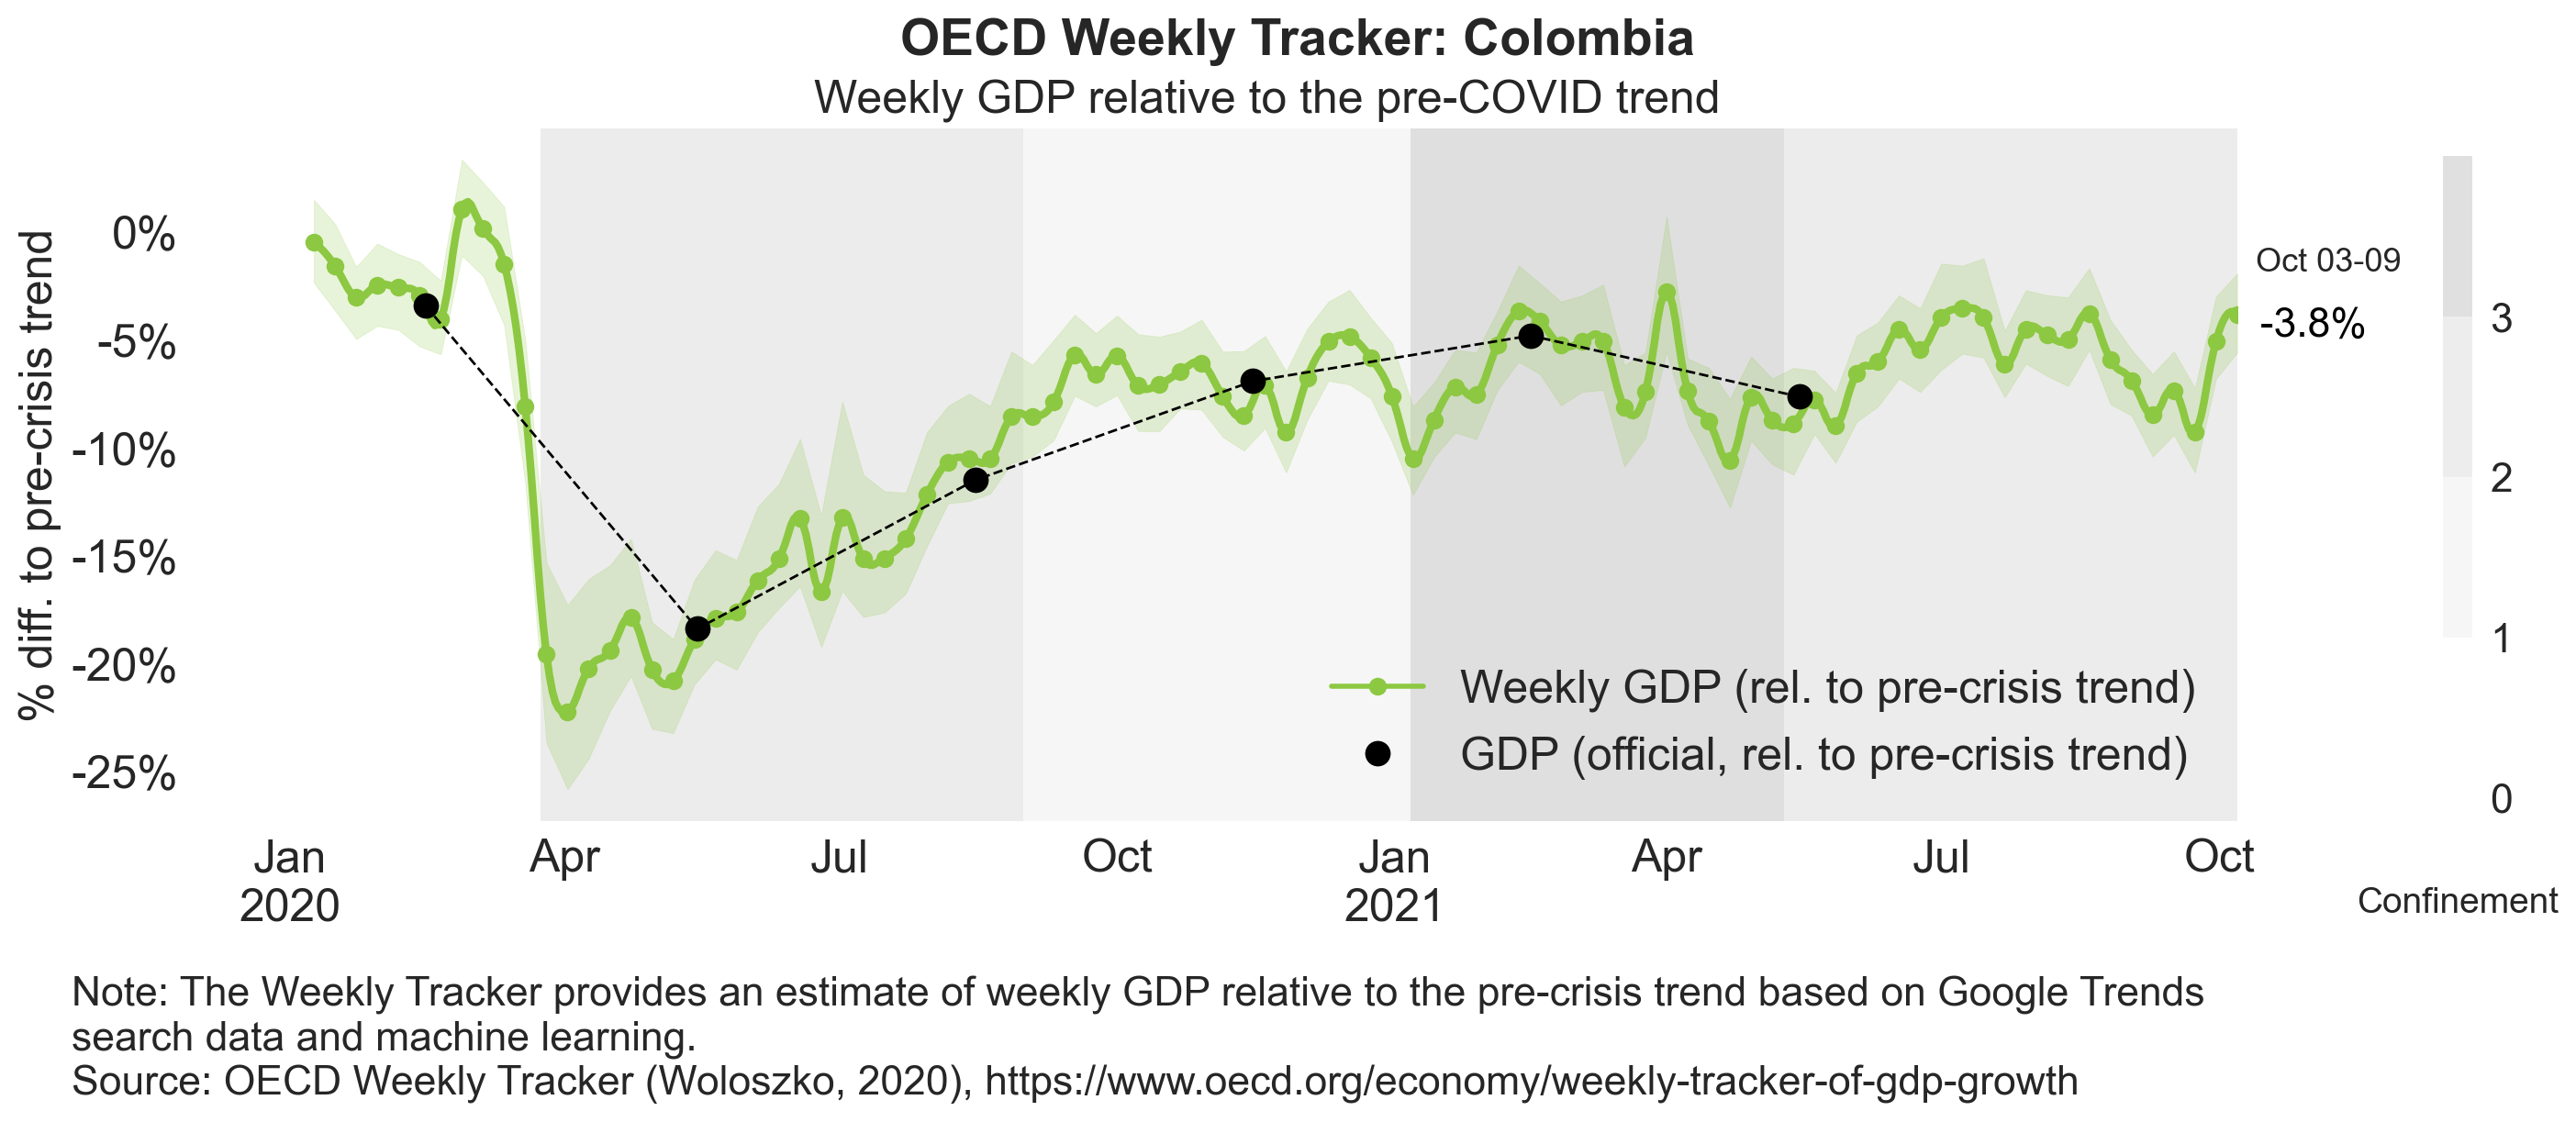 OECD Weekly Tracker: Colombia
Weekly GDP relative to the pre-COVID trend
% diff. to pre-crisis trend
0%
-5%
-10%
-15%
-20%
-25%
Oct 03-09
-3.8%
Weekly GDP (rel. to pre-crisis trend)
GDP (official, rel. to pre-crisis trend)
3
2
1
0
Confinement
Jan Apr Jul Oct Jan Apr Jul Oct
2020 2021
Note: The Weekly Tracker provides an estimate of weekly GDP relative to the pre-crisis trend based on Google Trends
search data and machine learning.
Source: OECD Weekly Tracker (Woloszko, 2020), https://www.oecd.org/economy/weekly-tracker-of-gdp-growth